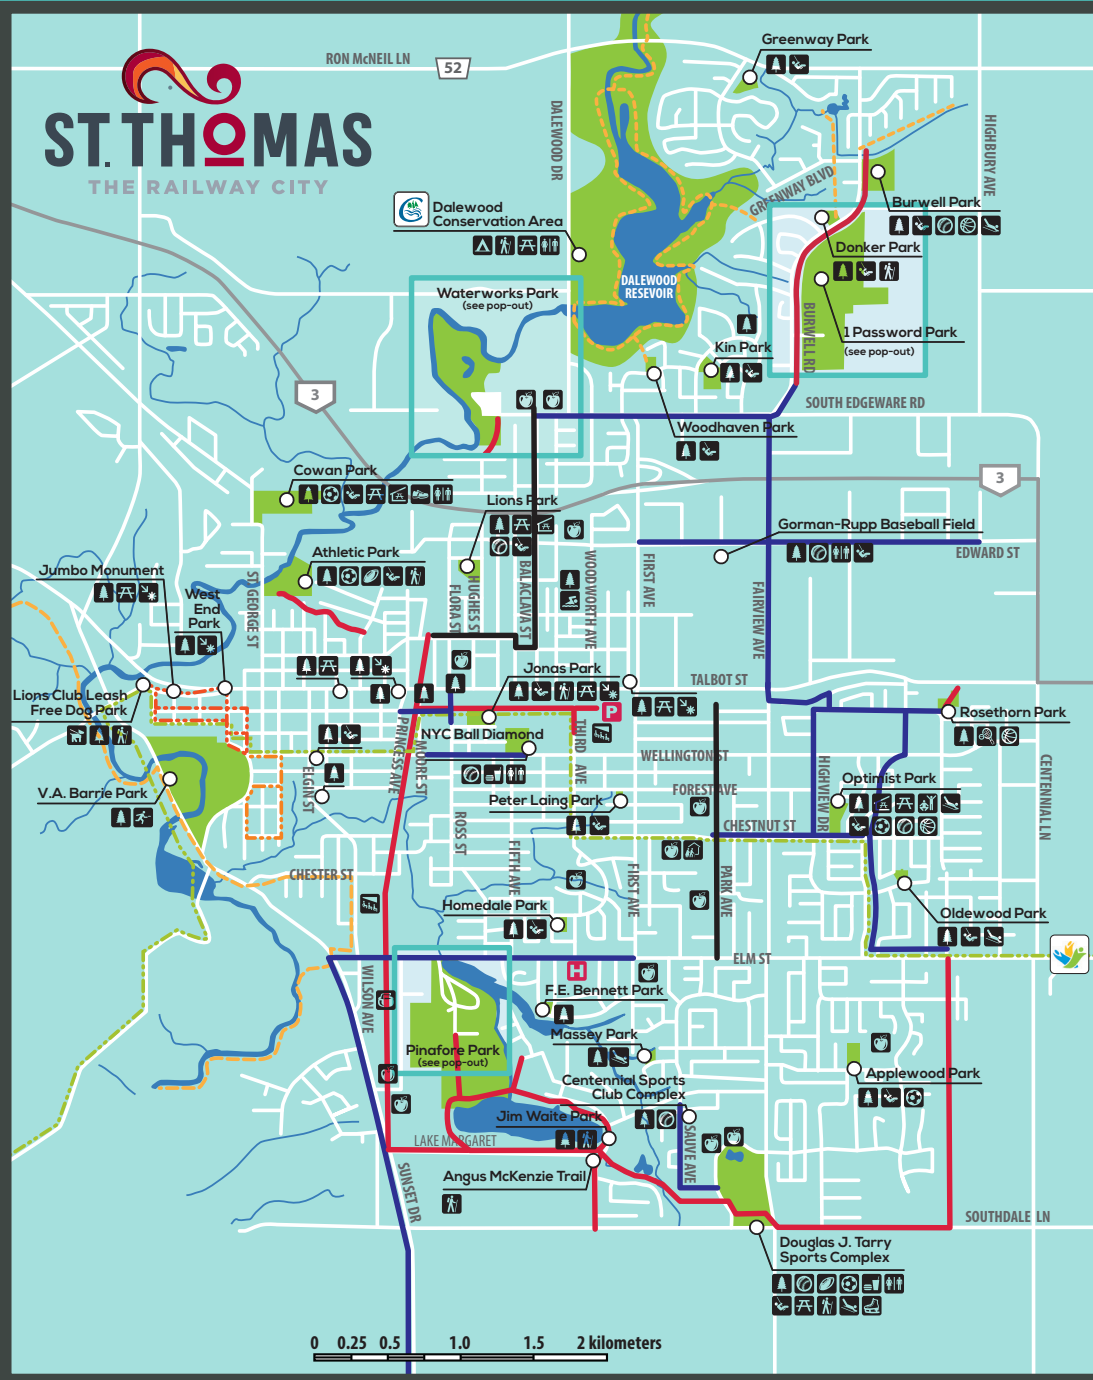 RON McNEIL LN
52
ST. THOMAS
THE RAILWAY CITY
Greenway Park
DALEWOOD DR
HIGHBURY AVE
GREENWAY BLVD
Burwell Park
Dalewood
Conservation Area
Donker Park
DALEWOOD
RESEVOIR
Waterworks Park
(see pop-out)
BURWELL RD
1 Password Park
(see pop-out)
Kin Park
3
SOUTH EDGEWARE RD
Woodhaven Park
Cowan Park
3
Lions Park
Gorman-Rupp Baseball Field
EDWARD ST
Athletic Park
Jumbo Monument
West
End
Park
ST GEORGE ST
FLORA ST
HUGHES ST
BALACLAVA ST
WOODWORTH AVE
FIRST AVE
FAIRVIEW AVE
Jonas Park
TALBOT ST
Lions Club Leash
Free Dog Park
P
Rosethorn Park
NYC Ball Diamond
PRINCESS AVE
MOORE ST
THIRD AVE
WELLINGTON ST
HIGHVIEW DR
CENTENNIAL LN
ELGIN ST
Optimist Park
V.A. Barrie Park
Peter Laing Park
FOREST AVE
ROSS ST
CHESTNUT ST
FIFTH AVE
FIRST AVE
PARK AVE
CHESTER ST
Homedale Park
Oldewood Park
ELM ST
WILSON AVE
H
F.E. Bennett Park
Massey Park
Pinafore Park
(see pop-out)
Centennial Sports
Club Complex
Applewood Park
Jim Waite Park
LAKE MARGARET
SAUVE AVE
Angus McKenzie Trail
SUNSET DR
SOUTHDALE LN
Douglas J. Tarry
Sports Complex
0 0.25 0.5 1.0 1.5 2 kilometers